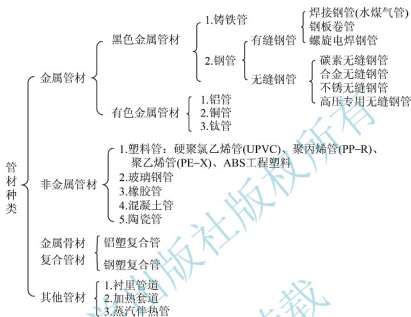 管材种类
金属管材
黑色金属管材
1.铸铁管
2.钢管
有缝钢管
焊接钢管(水煤气管)
钢板卷管
螺旋电焊钢管
无缝钢管
碳素无缝钢管
合金无缝钢管
不锈无缝钢管
高压专用无缝钢管
有色金属管材
1.铝管
2.铜管
3.钛管
非金属管材
1.塑料管：硬聚氯乙烯管(UPVC)、聚丙烯管(PP-R)、
聚乙烯管(PE-X)、ABS工程塑料
2.玻璃钢管
3.橡胶管
4.混凝土管
5.陶瓷管
金属骨材
复合管材
铝塑复合管
钢塑复合管
其他管材
1.衬里管道
2.加热套道
3.蒸汽伴热管
出版社版权所有